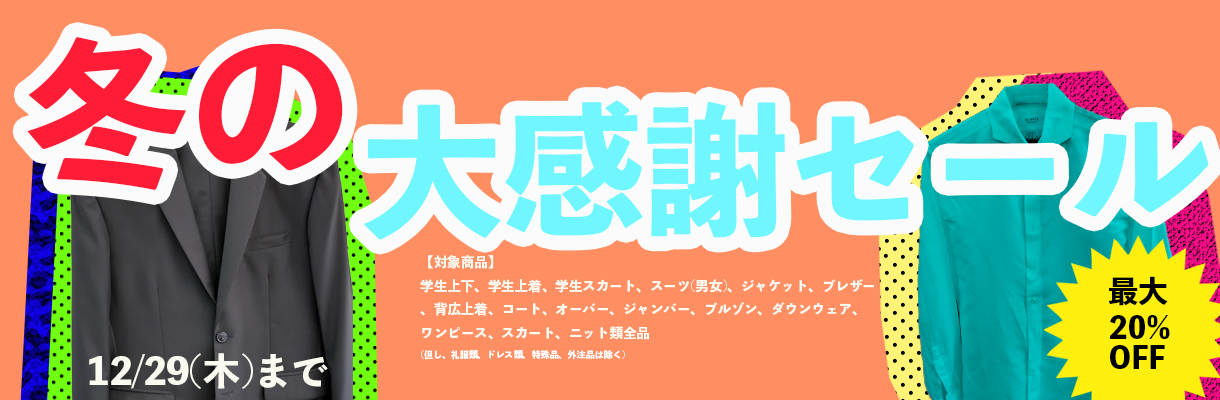 冬の
大感謝セール
【対象商品】
学生上下、学生上着、学生スカート、スーツ(男女)、ジャケット、ブレザー
、背広上着、コート、オーバー、ジャンバー、ブルゾン、ダウンウェア、
ワンピース、スカート、ニット類全品
(但し、礼服類、ドレス類、特殊品、外注品は除く)
12/29(木)まで
最大
20%
OFF